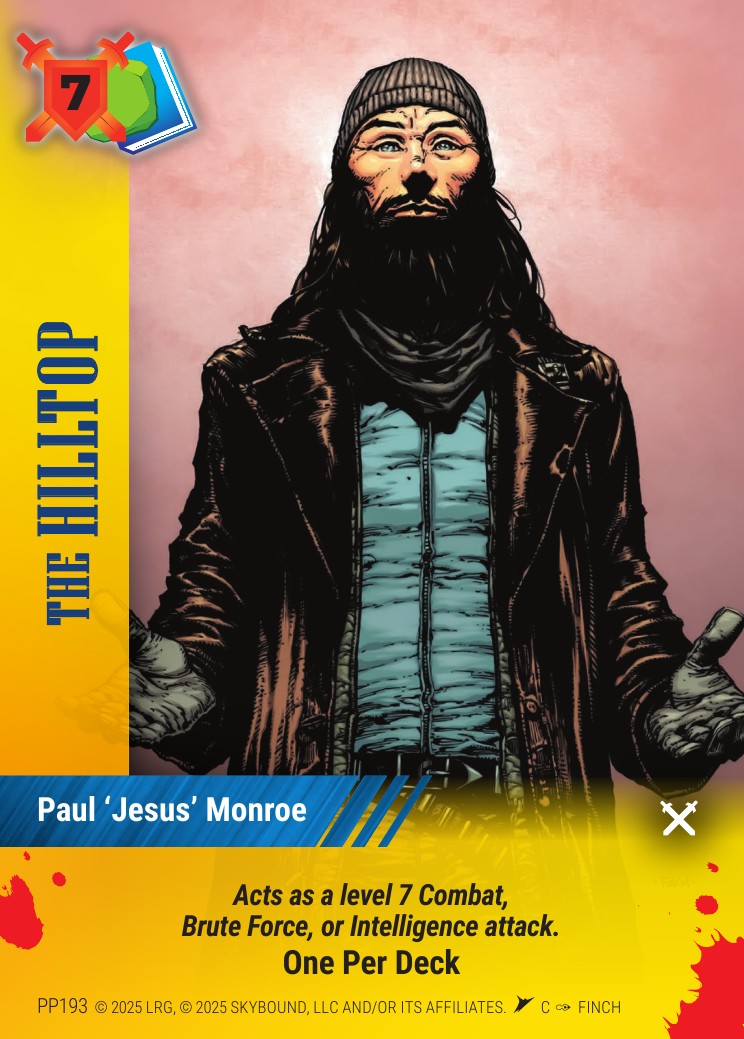 7
THE HILLTOP
Paul ‘Jesus’ Monroe
Acts as a level 7 Combat,
Brute Force, or Intelligence attack.
One Per Deck
PP193 © 2025 LRG, © 2025 SKYBOUND, LLC AND/OR ITS AFFILIATES. C FINCH